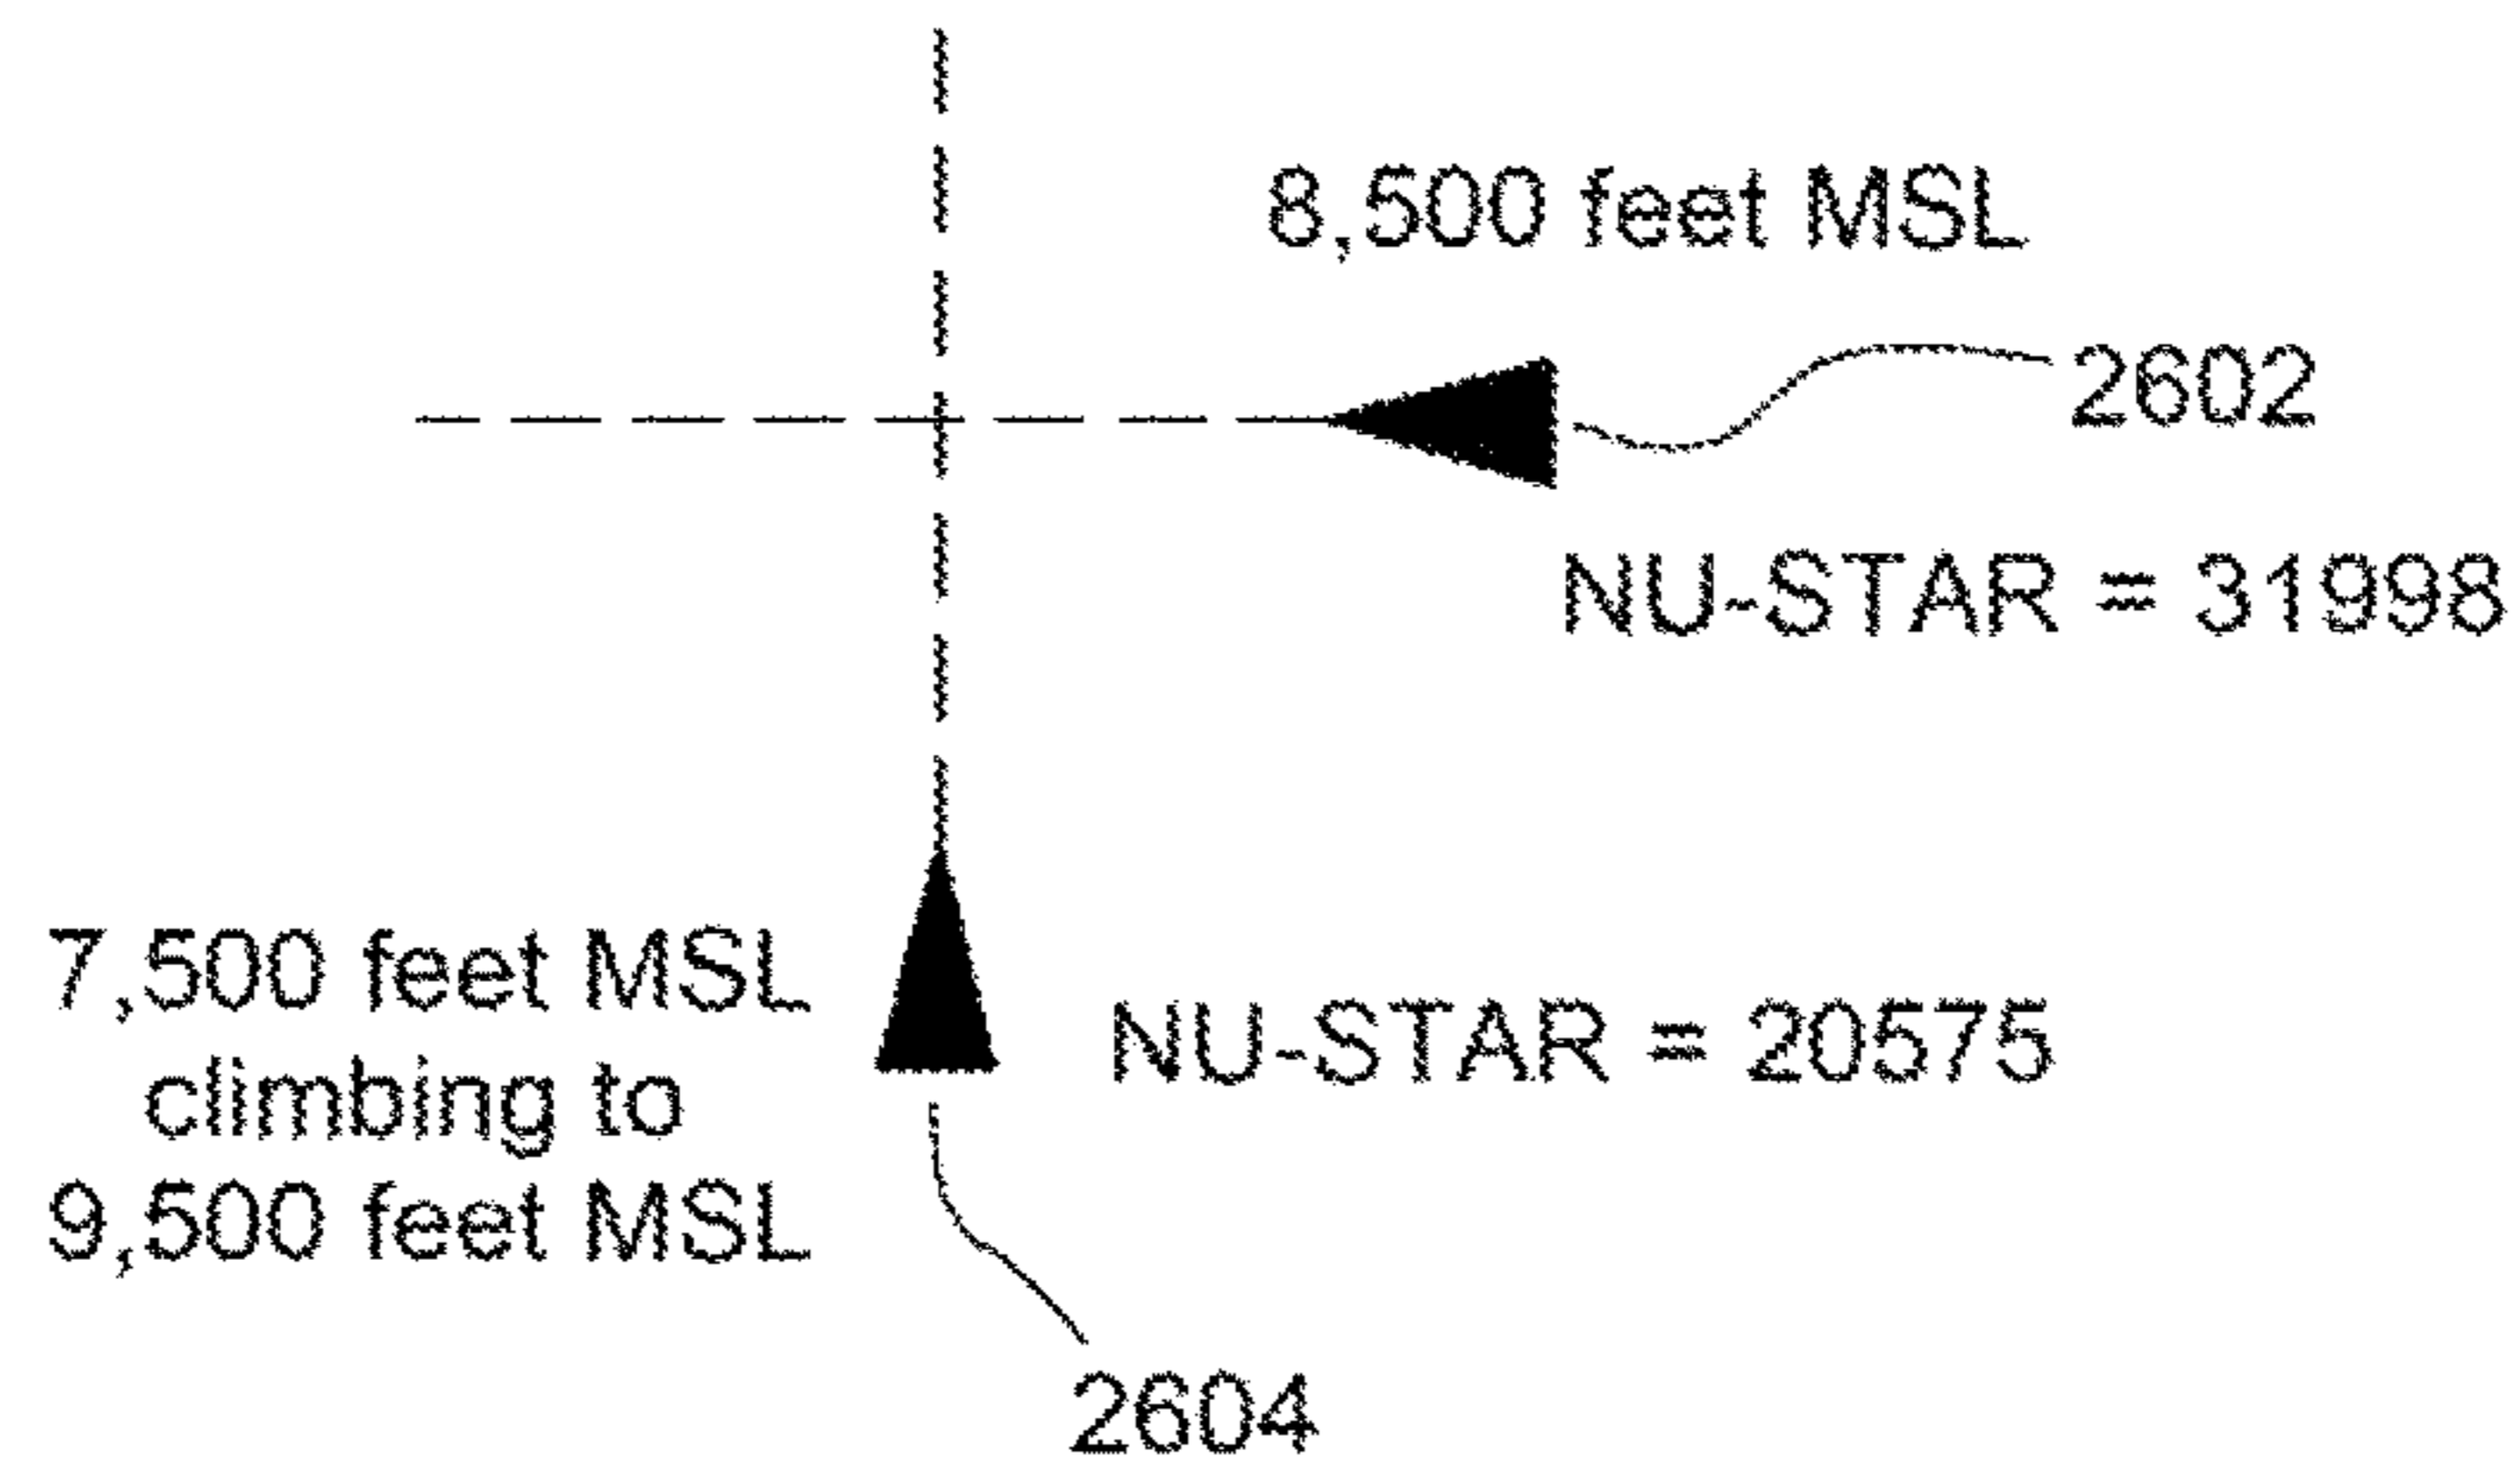 8,500 feet MSL
2602
NU-STAR = 31998
7,500 feet MSL
climbing to
9,500 feet MSL
NU-STAR = 20575
2604